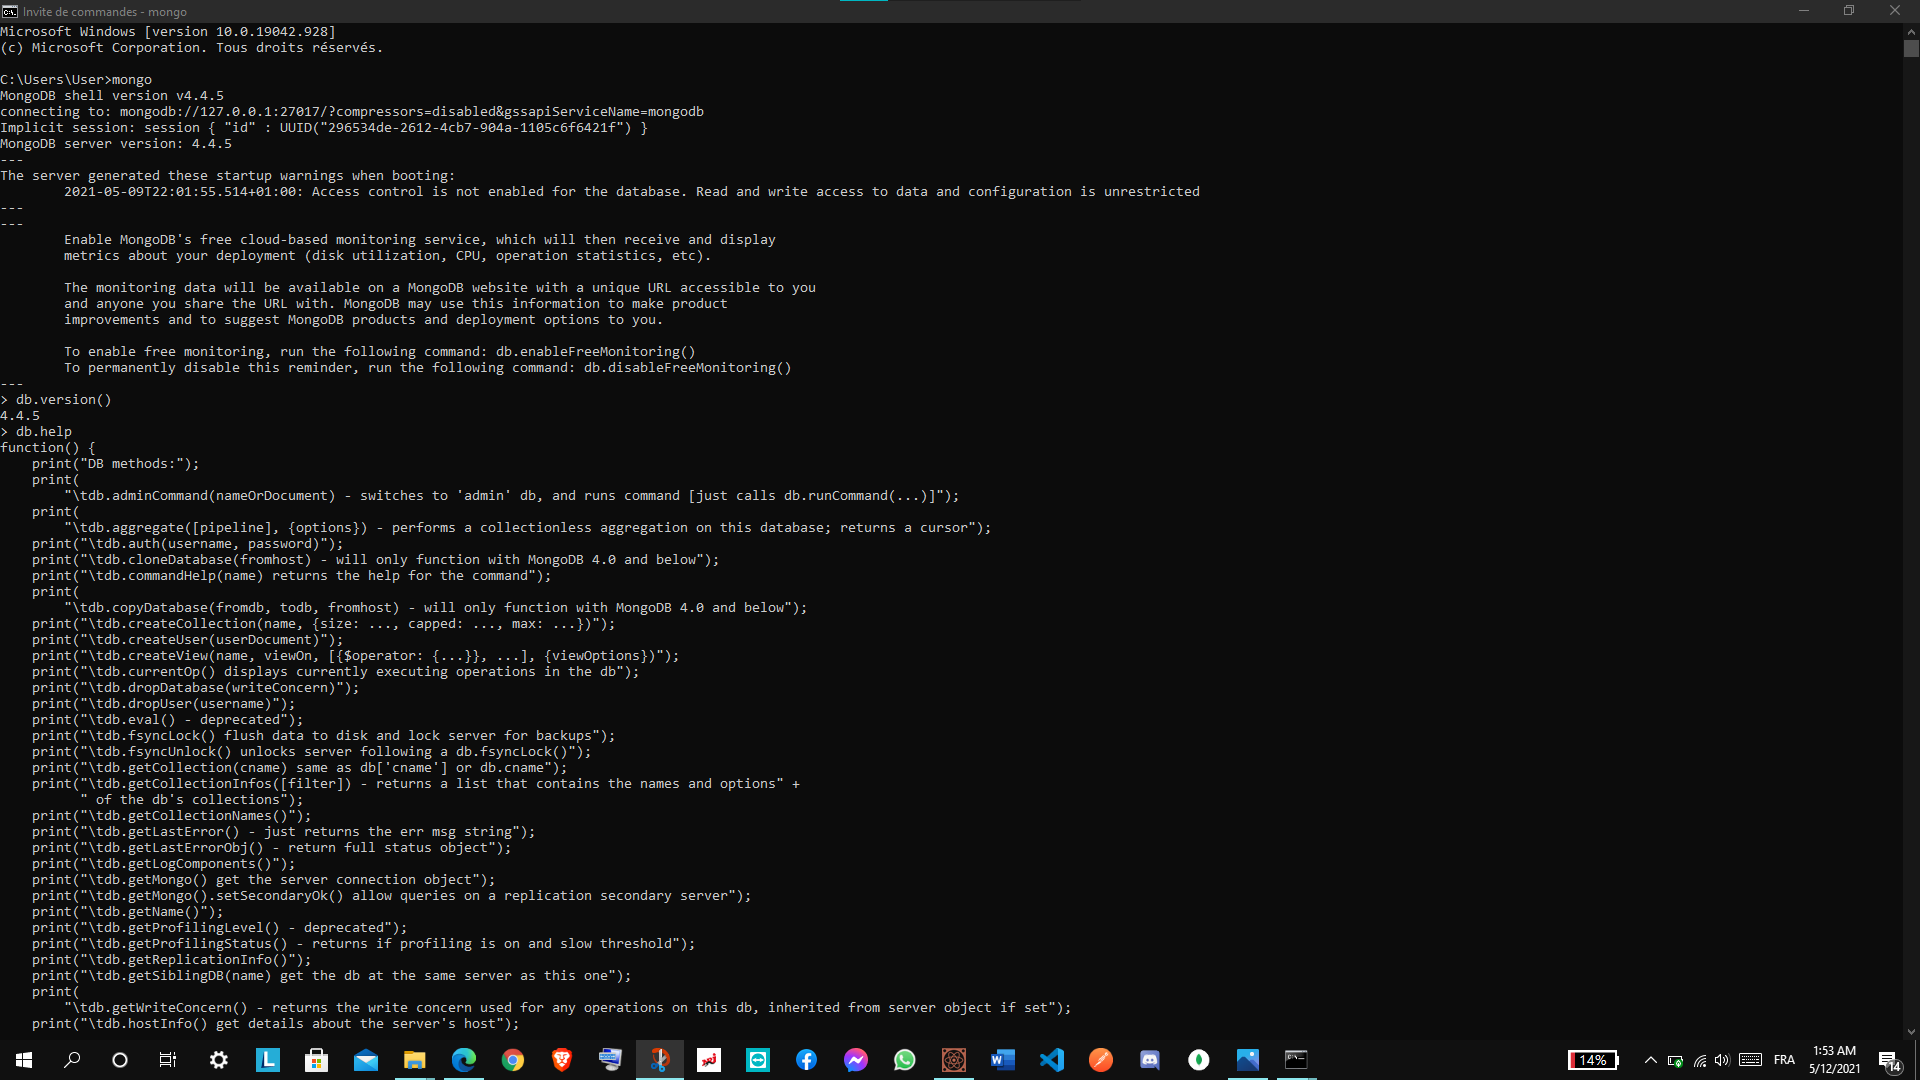 Invite de commandes - mongo
Microsoft Windows [version 10.0.19042.928]
(c) Microsoft Corporation. Tous droits réservés.
C:\Users\User>mongo
MongoDB shell version v4.4.5
connecting to: mongodb://127.0.0.1:27017/?compressors=disabled&gssapiServiceName=mongodb
Implicit session: session { "id" : UUID("296534de-2612-4cb7-904a-1105c6f6421f") }
MongoDB server version: 4.4.5
---
The server generated these startup warnings when booting:
        2021-05-09T22:01:55.514+01:00: Access control is not enabled for the database. Read and write access to data and configuration is unrestricted
---
---
        Enable MongoDB's free cloud-based monitoring service, which will then receive and display
        metrics about your deployment (disk utilization, CPU, operation statistics, etc).
        The monitoring data will be available on a MongoDB website with a unique URL accessible to you
        and anyone you share the URL with. MongoDB may use this information to make product
        improvements and to suggest MongoDB products and deployment options to you.
        To enable free monitoring, run the following command: db.enableFreeMonitoring()
        To permanently disable this reminder, run the following command: db.disableFreeMonitoring()
---
> db.version()
4.4.5
> db.help
function() {
    print("DB methods:");
    print(
        "\tdb.adminCommand(nameOrDocument) - switches to 'admin' db, and runs command [just calls db.runCommand(...)]");
    print(
        "\tdb.aggregate([pipeline], {options}) - performs a collectionless aggregation on this database; returns a cursor");
    print("\tdb.auth(username, password)");
    print("\tdb.cloneDatabase(fromhost) - will only function with MongoDB 4.0 and below");
    print("\tdb.commandHelp(name) returns the help for the command");
    print(
        "\tdb.copyDatabase(fromdb, todb, fromhost) - will only function with MongoDB 4.0 and below");
    print("\tdb.createCollection(name, {size: ..., capped: ..., max: ...})");
    print("\tdb.createUser(userDocument)");
    print("\tdb.createView(name, viewOn, [{$operator: {...}}, ...], {viewOptions})");
    print("\tdb.currentOp() displays currently executing operations in the db");
    print("\tdb.dropDatabase(writeConcern)");
    print("\tdb.dropUser(username)");
    print("\tdb.eval() - deprecated");
    print("\tdb.fsyncLock() flush data to disk and lock server for backups");
    print("\tdb.fsyncUnlock() unlocks server following a db.fsyncLock()");
    print("\tdb.getCollection(cname) same as db['cname'] or db.cname");
    print("\tdb.getCollectionInfos([filter]) - returns a list that contains the names and options" +
          " of the db's collections");
    print("\tdb.getCollectionNames()");
    print("\tdb.getLastError() - just returns the err msg string");
    print("\tdb.getLastErrorObj() - return full status object");
    print("\tdb.getLogComponents()");
    print("\tdb.getMongo() get the server connection object");
    print("\tdb.getMongo().setSecondaryOk() allow queries on a replication secondary server");
    print("\tdb.getName()");
    print("\tdb.getProfilingLevel() - deprecated");
    print("\tdb.getProfilingStatus() - returns if profiling is on and slow threshold");
    print("\tdb.getReplicationInfo()");
    print("\tdb.getSiblingDB(name) get the db at the same server as this one");
    print(
        "\tdb.getWriteConcern() - returns the write concern used for any operations on this db, inherited from server object if set");
    print("\tdb.hostInfo() get details about the server's host");
14%
FRA
1:53 AM
5/12/2021
14